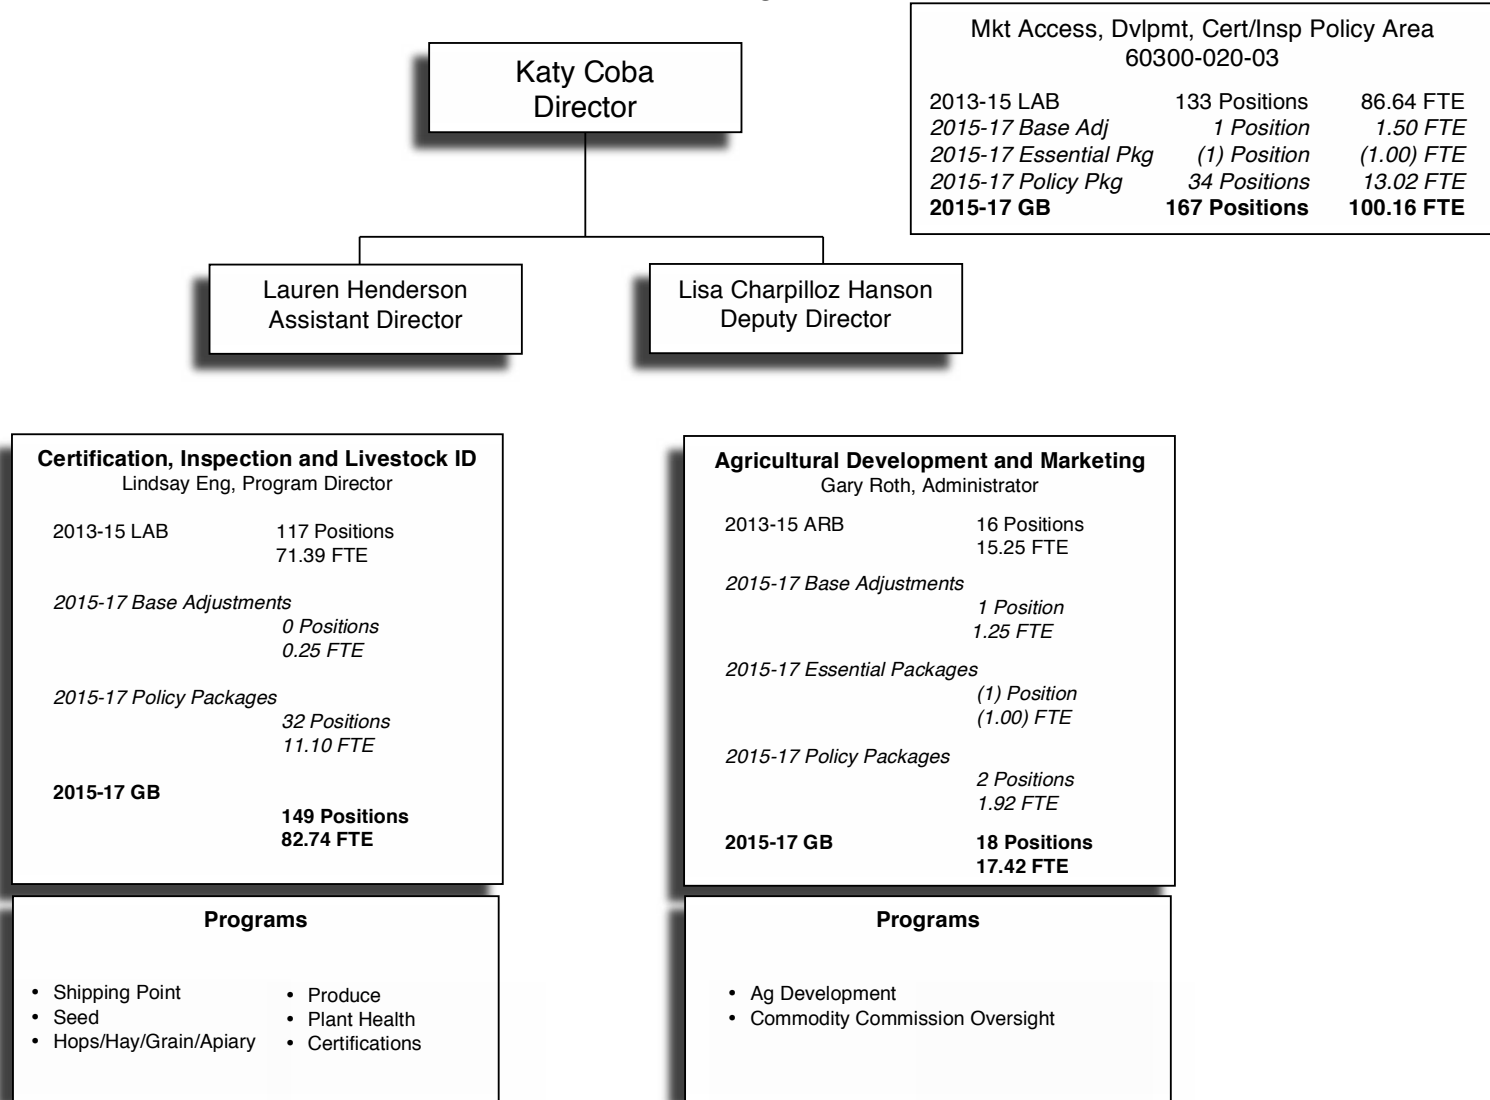 Katy Coba
Director
Mkt Access, Dvlpmt, Cert/Insp Policy Area
60300-020-03
2013-15 LAB 133 Positions 86.64 FTE
2015-17 Base Adj 1 Position 1.50 FTE
2015-17 Essential Pkg (1) Position (1.00) FTE
2015-17 Policy Pkg 34 Positions 13.02 FTE
2015-17 GB 167 Positions 100.16 FTE
Lauren Henderson
Assistant Director
Lisa Charpilloz Hanson
Deputy Director
Certification, Inspection and Livestock ID
Lindsay Eng, Program Director
2013-15 LAB 117 Positions
71.39 FTE
2015-17 Base Adjustments
0 Positions
0.25 FTE
2015-17 Policy Packages
32 Positions
11.10 FTE
2015-17 GB
149 Positions
82.74 FTE
Agricultural Development and Marketing
Gary Roth, Administrator
2013-15 ARB 16 Positions
15.25 FTE
2015-17 Base Adjustments
1 Position
1.25 FTE
2015-17 Essential Packages
(1) Position
(1.00) FTE
2015-17 Policy Packages
2 Positions
1.92 FTE
2015-17 GB 18 Positions
17.42 FTE
Programs
• Shipping Point
• Seed
• Hops/Hay/Grain/Apiary
• Produce
• Plant Health
• Certifications
Programs
• Ag Development
• Commodity Commission Oversight